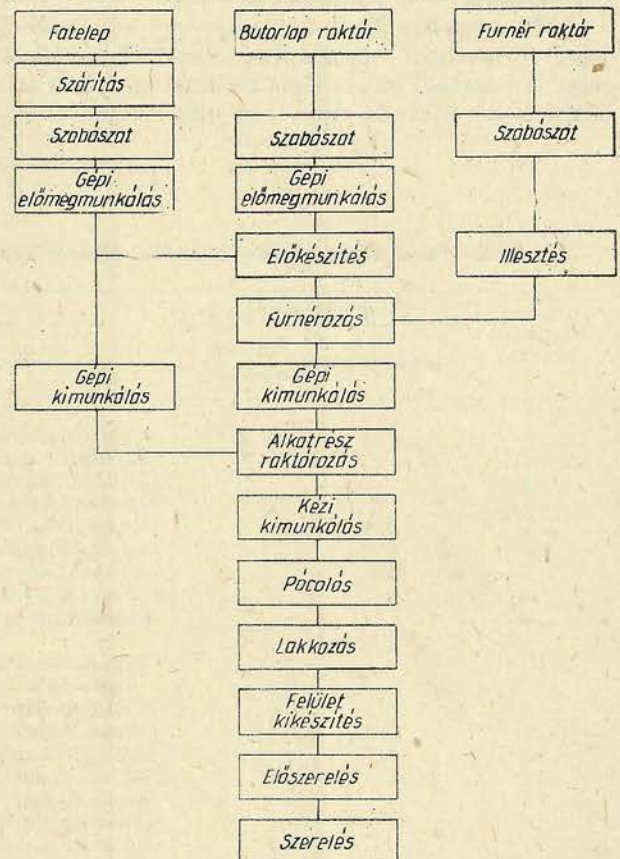 Fatelep
Butorlap raktár
Furnér raktár
Szárítás
Szabászat
Szabászat
Szabászat
Gépi
előmegmunkálás
Gépi
előmegmunkálás
Előkészítés
Illesztés
Furnérozás
Gépi
kimunkálás
Gépi
kimunkálás
Alkatrész
raktározás
Kézi
kimunkálás
Pácolás
Lakkozás
Felület
kikészítés
Előszerelés
Szerelés